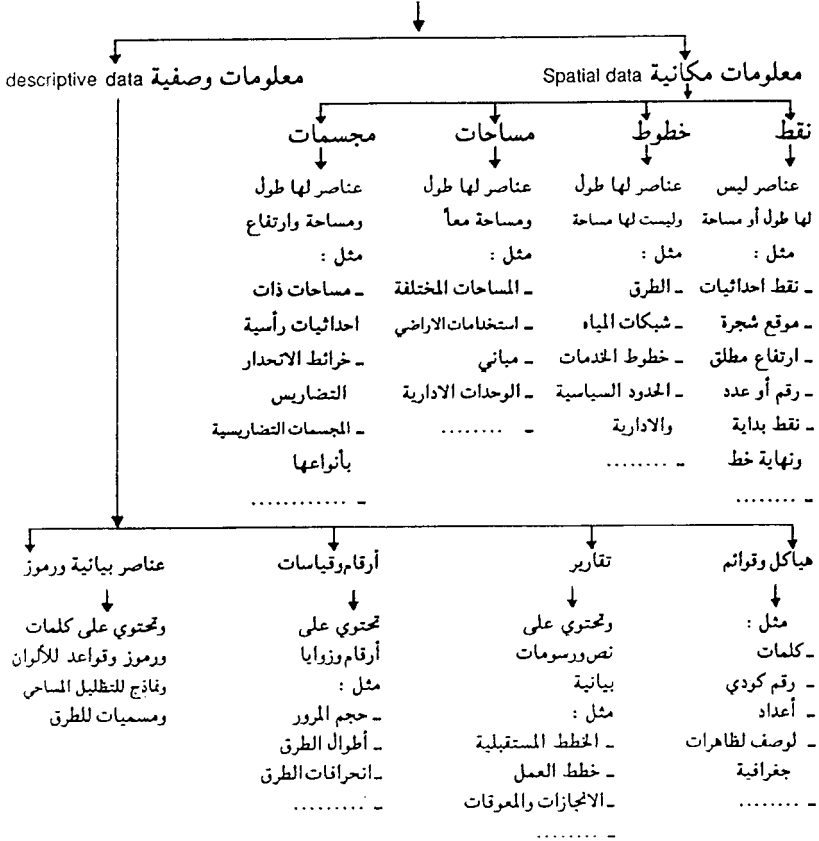 معلومات مكانية Spatial data
معلومات وصفية descriptive data
نقط
عناصر ليس
لها طول أو مساحة
مثل :
ـ نقط احداثيات
ـ موقع شجرة
ـ ارتفاع مطلق
ـ رقم أو عدد
ـ نقط بداية
ونهاية خط
ـ ........
خطوط
عناصر لها طول
وليست لها مساحة
مثل :
ـ الطرق
ـ شبكات المياه
ـ خطوط الخدمات
ـ الحدود السياسية
والادارية
ـ ........
مساحات
عناصر لها طول
ومساحة معاً
مثل :
ـ المساحات المختلفة
ـ استخدامات الاراضي
ـ مباني
ـ الوحدات الادارية
ـ ........
مجسمات
عناصر لها طول
ومساحة وارتفاع
مثل :
ـ مساحات ذات
احداثيات رأسية
ـ خرائط الانحدار
التضاريس
ـ المجسمات التضاريسية
بأنواعها
ـ ............
هياكل وقوائم
مثل :
ـ كلمات
ـ رقم كودي
ـ أعداد
ـ لوصف لظاهرات
جغرافية
ـ ........
تقارير
وتحتوي على
نص ورسومات
بيانية
مثل :
ـ الخطط المستقبلية
ـ خطط العمل
ـ الانجازات والمعوقات
ـ ........
أرقام وقياسات
تحتوي على
أرقام وزوايا
مثل :
ـ حجم المرور
ـ أطوال الطرق
ـ انحرافات الطرق
ـ .........
عناصر بيانية ورموز
وتحتوي على كلمات
ورموز وقواعد للألوان
ونماذج للتظليل المساحي
ومسميات للطرق